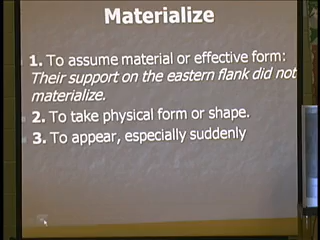 Materialize
1. To assume material or effective form:
Their support on the eastern flank did not
materialize.
2. To take physical form or shape.
3. To appear, especially suddenly